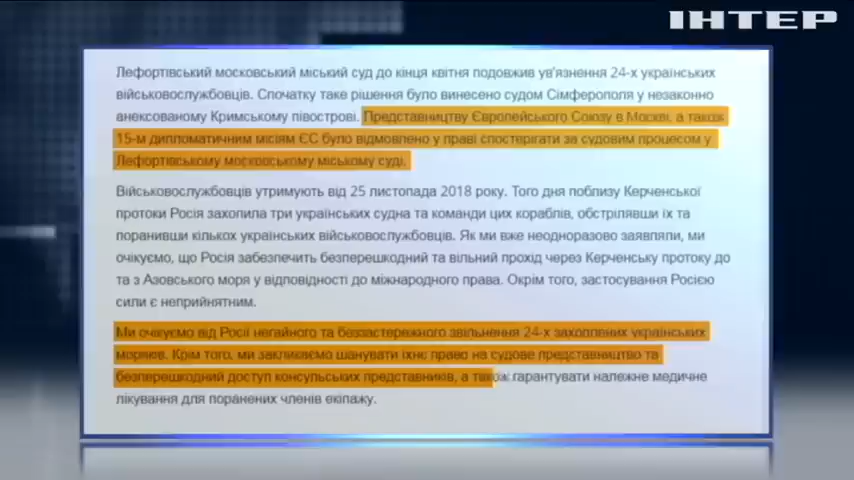 ІНТЕР
Лефортівський московський міський суд до кінця квітня подовжив ув'язнення 24-х українських
військовослужбовців. Спочатку таке рішення було винесено судом Сімферополя у незаконно
анексованому Кримському півострові. Представництву Європейського Союзу в Москві, а також
15-м дипломатичним місіям ЄС було відмовлено у праві спостерігати за судовим процесом у
Лефортівському московському міському суді.
Військовослужбовців утримують від 25 листопада 2018 року. Того дня поблизу Керченської
протоки Росія захопила три українських судна та команди цих кораблів, обстрілявши їх та
поранивши кількох українських військовослужбовців. Як ми вже неодноразово заявляли, ми
очікуємо, що Росія забезпечить безперешкодний та вільний прохід через Керченську протоку до
та з Азовського моря у відповідності до міжнародного права. Окрім того, застосування Росією
сили є неприйнятним.
Ми очікуємо від Росії негайного та беззастережного звільнення 24-х захоплених українських
моряків. Крім того, ми закликаємо шанувати їхнє право на судове представництво та
безперешкодний доступ консульських представників, а також гарантувати належне медичне
лікування для поранених членів екіпажу.